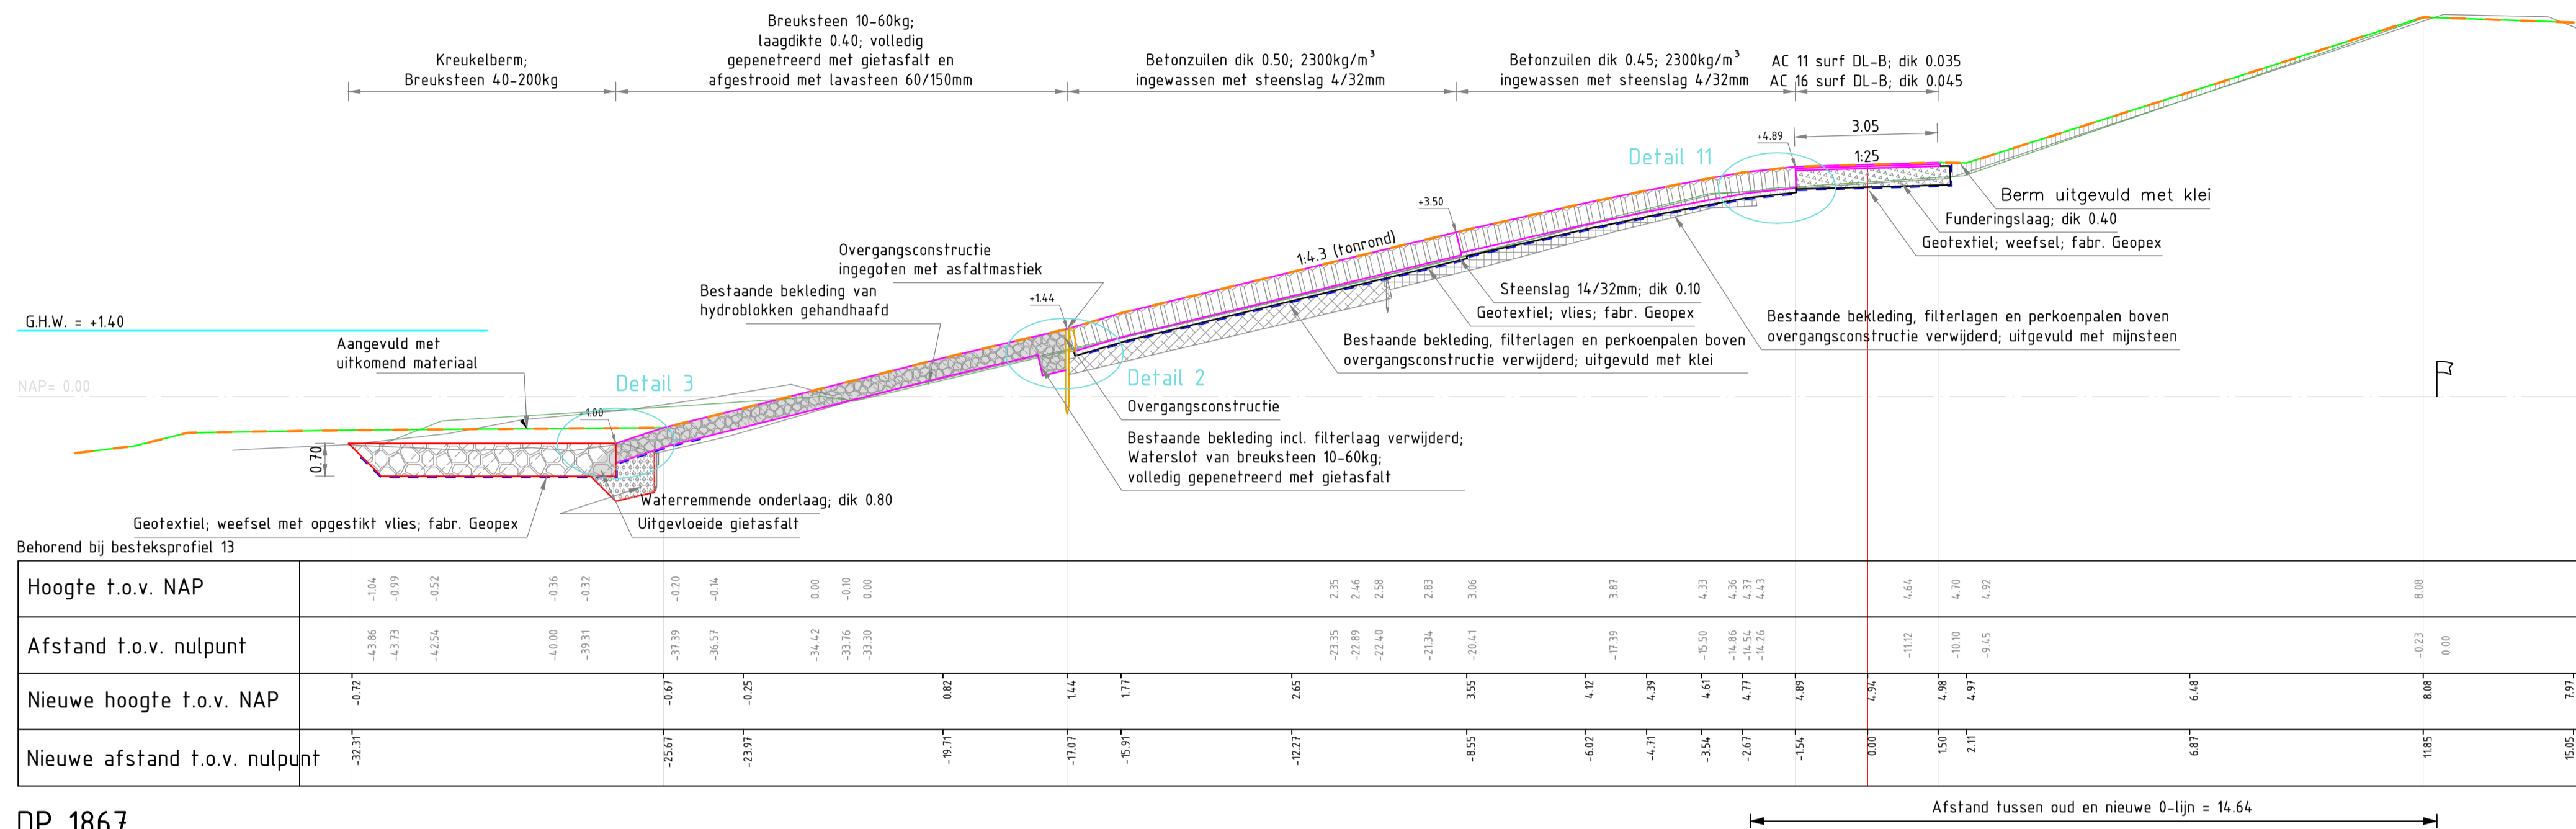 Breuksteen 10-60kg;
laagdikte 0.40; volledig
gepenetreerd met gietasfalt en
afgestrooid met lavasteen 60/150mm
Kreukelberm;
Breuksteen 40-200kg
Betonzuilen dik 0.50; 2300kg/m³
ingewassen met steenslag 4/32mm
Betonzuilen dik 0.45; 2300kg/m³
ingewassen met steenslag 4/32mm
AC 11 surf DL-B; dik 0.035
AC 16 surf DL-B; dik 0.045
3.05
+4.89
1:25
Detail 11
Berm uitgevuld met klei
Funderingslaag; dik 0.40
Geotextiel; weefsel; fabr. Geopex
+3.50
1:4.3 (tonrond)
Overgangsconstructie
ingegoten met asfaltmastiek
Bestaande bekleding van
hydroblokken gehandhaafd
+1.44
Steenslag 14/32mm; dik 0.10
Geotextiel; vlies; fabr. Geopex
Bestaande bekleding, filterlagen en perkoenpalen boven
overgangsconstructie verwijderd; uitgevuld met mijnsteen
Bestaande bekleding, filterlagen en perkoenpalen boven
overgangsconstructie verwijderd; uitgevuld met klei
G.H.W. = +1.40
Aangevuld met
uitkomend materiaal
NAP= 0.00
Detail 3
Detail 2
-1.00
Overgangsconstructie
Bestaande bekleding incl. filterlaag verwijderd;
Waterslot van breuksteen 10-60kg;
volledig gepenetreerd met gietasfalt
0.70
Waterremmende onderlaag; dik 0.80
Geotextiel; weefsel met opgestikt vlies; fabr. Geopex
Uitgevloeide gietasfalt
Behorend bij besteksprofiel 13
Hoogte t.o.v. NAP -1.04 -0.99 -0.52 -0.36 -0.32 -0.20 -0.14 0.00 -0.10 0.00 2.35 2.46 2.58 2.83 3.06 3.87 4.33 4.36 4.37 4.43 4.64 4.70 4.92 8.08
Afstand t.o.v. nulpunt -43.86 -43.73 -42.54 -40.00 -39.31 -37.39 -36.57 -34.42 -33.76 -33.30 -23.35 -22.89 -22.40 -21.34 -20.41 -17.39 -15.50 -14.86 -14.54 -14.26 -11.12 -10.10 -9.45 -0.23 0.00
Nieuwe hoogte t.o.v. NAP -0.72 -0.67 -0.25 0.82 1.44 1.77 2.65 3.55 4.12 4.39 4.61 4.77 4.89 4.94 4.98 4.97 6.48 8.08 7.97
Nieuwe afstand t.o.v. nulpunt -32.31 -25.67 -23.97 -19.71 -17.07 -15.91 -12.27 -8.55 -6.02 -4.71 -3.54 -2.67 -1.54 0.00 1.50 2.11 6.87 11.85 15.05
Afstand tussen oud en nieuwe 0-lijn = 14.64
DP 1867